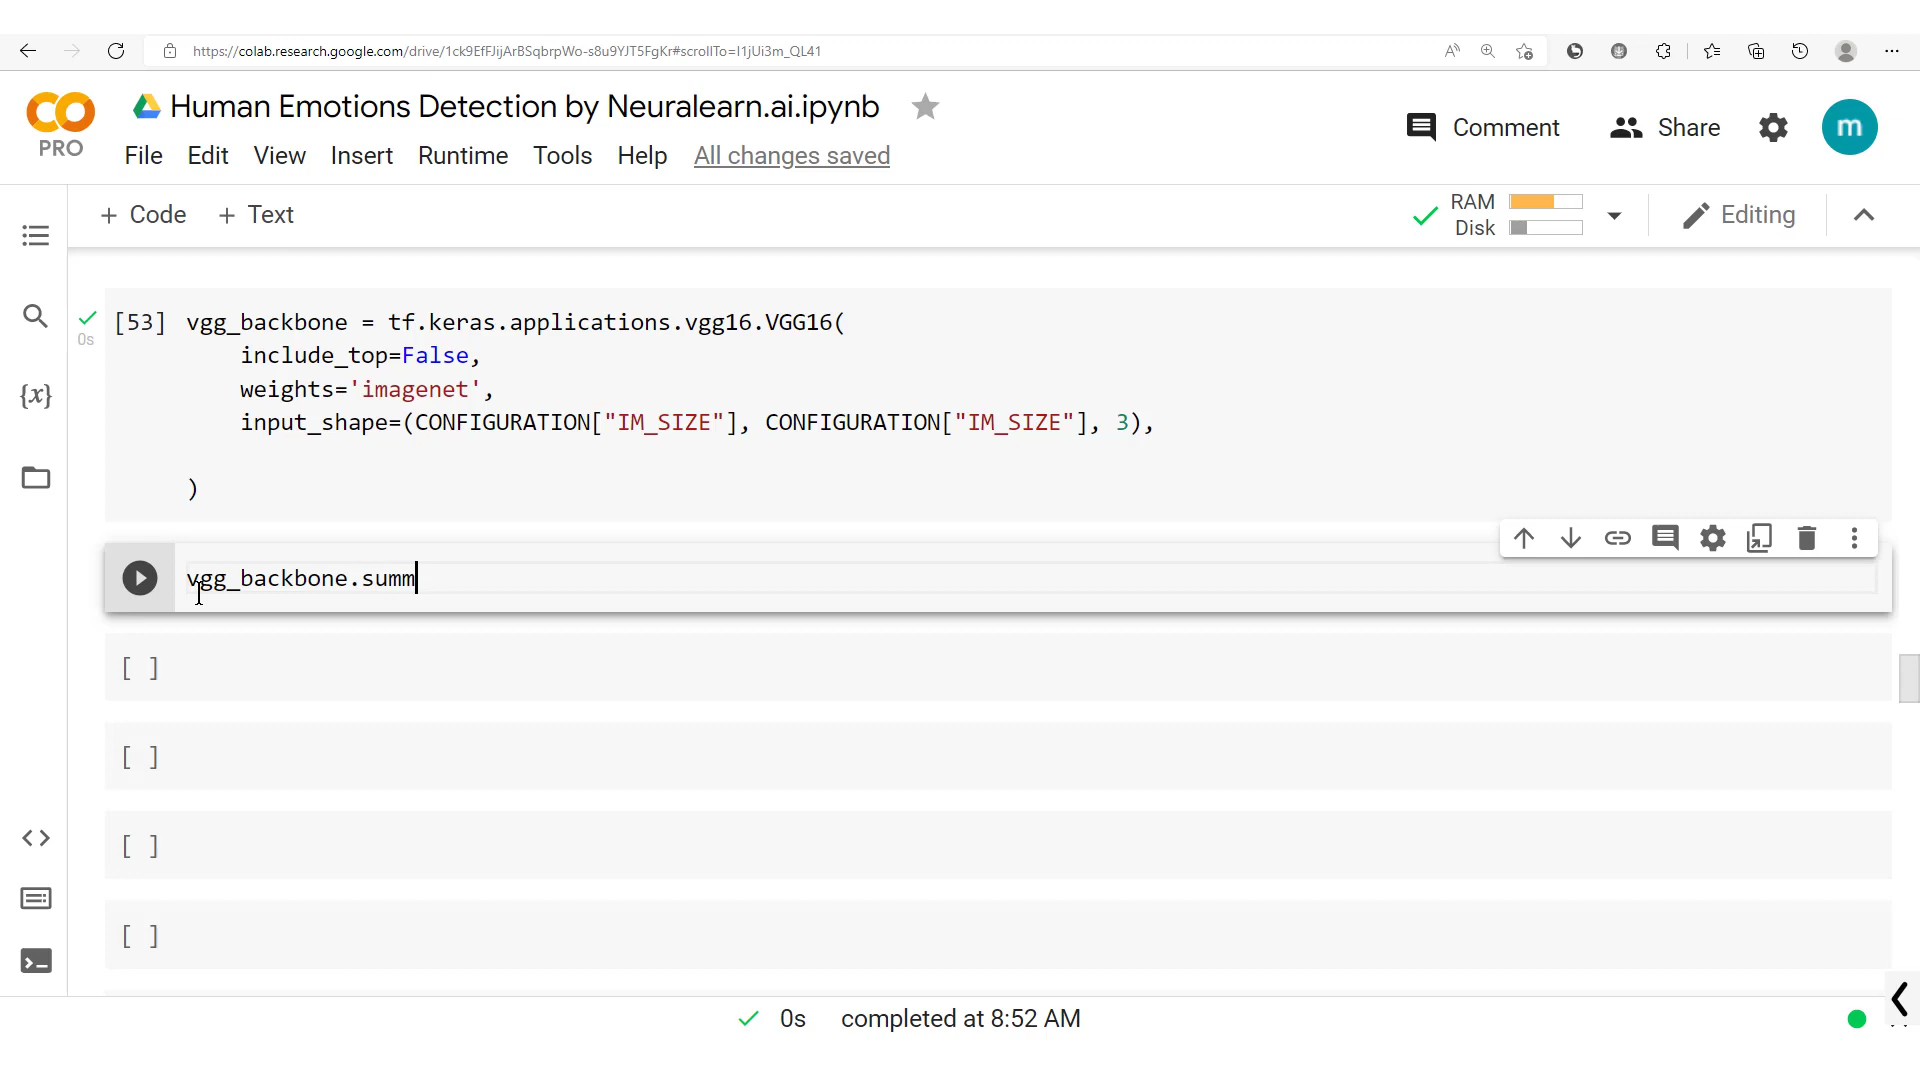 https://colab.research.google.com/drive/1ck9EfFJijArBSqbrpWo-s8u9YJT5FgKr#scrollTo=l1jUi3m_QL41
CO
PRO
Human Emotions Detection by Neuralearn.ai.ipynb
File Edit View Insert Runtime Tools Help All changes saved
Comment Share m
+ Code + Text
RAM
Disk
Editing
{x}
0s
[53] vgg_backbone = tf.keras.applications.vgg16.VGG16(
include_top=False,
weights='imagenet',
input_shape=(CONFIGURATION["IM_SIZE"], CONFIGURATION["IM_SIZE"], 3),
)
vgg_backbone.summ
[ ]
[ ]
[ ]
[ ]
0s completed at 8:52 AM